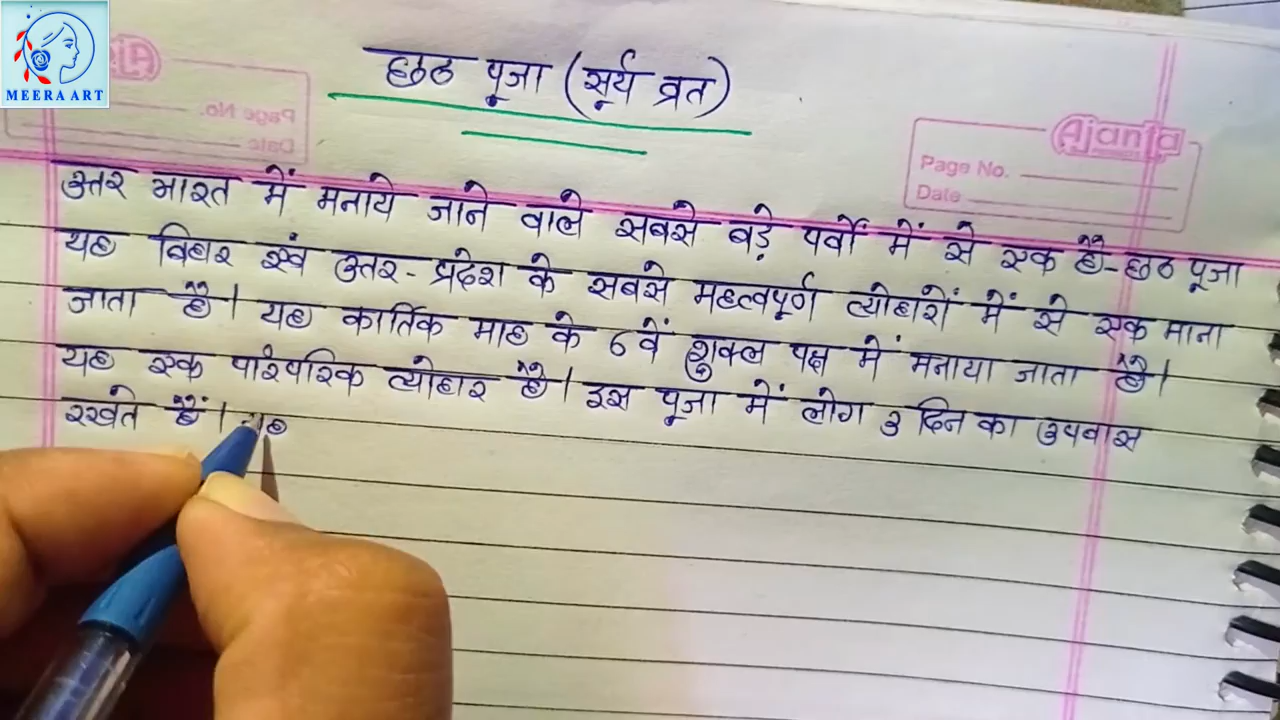 MEERA ART
छठ पूजा (सूर्य व्रत)
Ajanta
Page No.
Date
Page No.
Date
उत्तर भारत में मनाये जाने वाले सबसे बड़े पर्वों में से एक है-छठ पूजा
यह बिहार एवं उत्तर-प्रदेश के सबसे महत्वपूर्ण त्योहारों में से एक माना
जाता है। यह कार्तिक माह के 6वें शुक्ल पक्ष में मनाया जाता है।
यह एक पारंपरिक त्योहार है। इस पूजा में लोग 3 दिन का उपवास
रखते हैं। यह